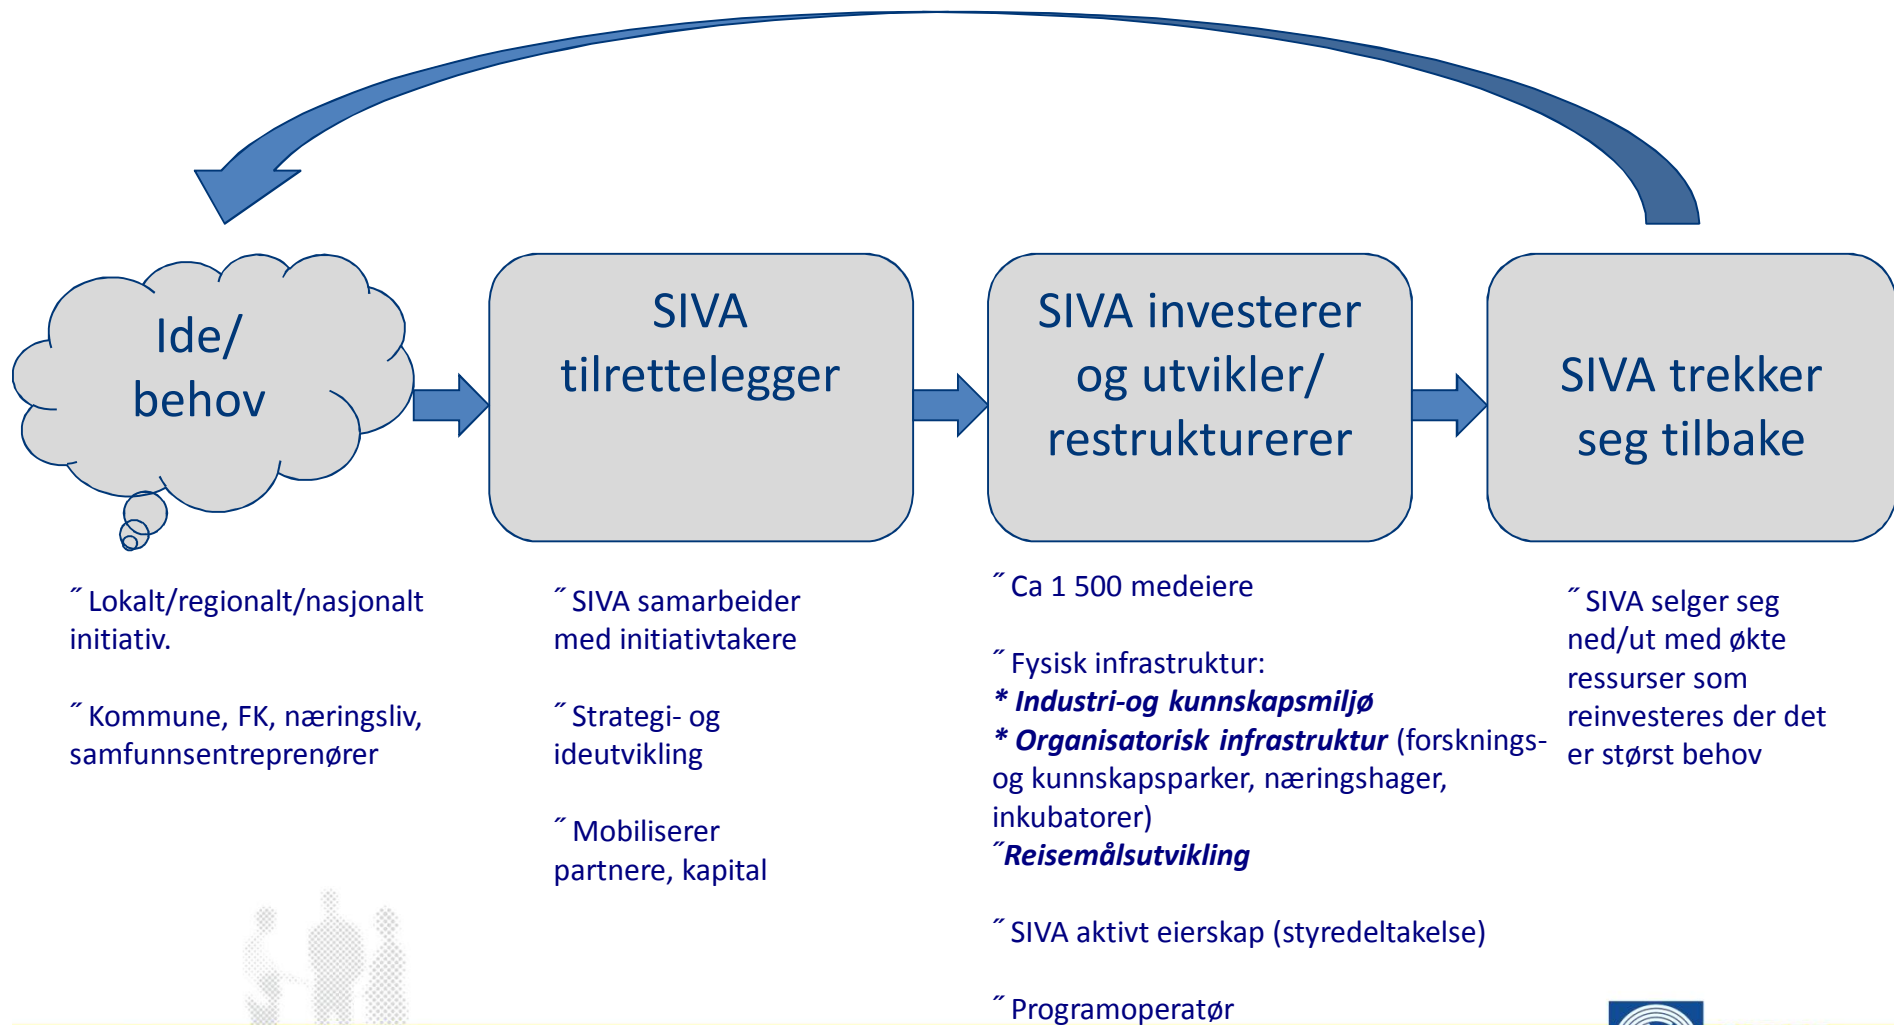 Ide/
behov
SIVA
tilrettelegger
SIVA investerer
og utvikler/
restrukturerer
SIVA trekker
seg tilbake
˝ Lokalt/regionalt/nasjonalt
initiativ.
˝ Kommune, FK, næringsliv,
samfunnsentreprenører
˝ SIVA samarbeider
med initiativtakere
˝ Strategi- og
ideutvikling
˝ Mobiliserer
partnere, kapital
˝ Ca 1 500 medeiere
˝ Fysisk infrastruktur:
* Industri-og kunnskapsmiljø
* Organisatorisk infrastruktur (forsknings-
og kunnskapsparker, næringshager,
inkubatorer)
˝Reisemålsutvikling
˝ SIVA aktivt eierskap (styredeltakelse)
˝ Programoperatør
˝ SIVA selger seg
ned/ut med økte
ressurser som
reinvesteres der det
er størst behov